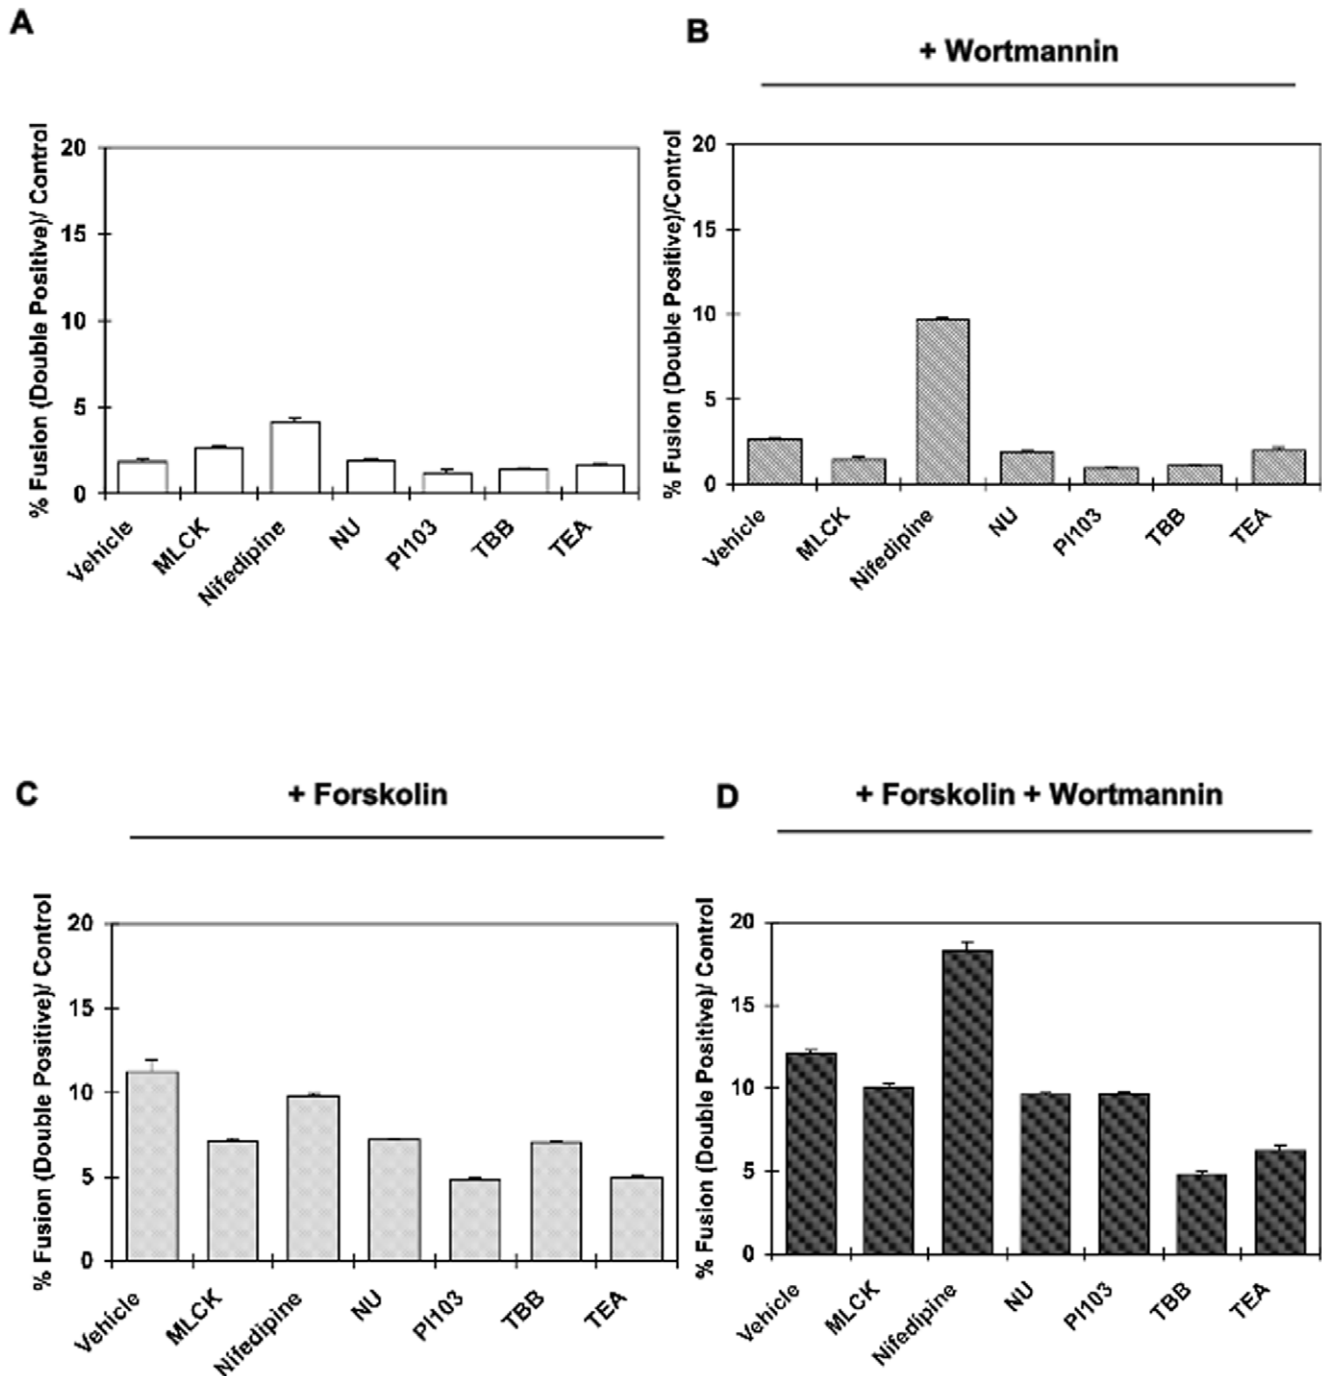 A
% Fusion (Double Positive)/ Control
20
15
10
5
0
Vehicle
MLCK
Nifedipine
NU
PI103
TBB
TEA
B
+ Wortmannin
% Fusion (Double Positive)/Control
20
15
10
5
0
Vehicle
MLCK
Nifedipine
NU
PI103
TBB
TEA
C
+ Forskolin
% Fusion (Double Positive)/ Control
20
15
10
5
0
Vehicle
MLCK
Nifedipine
NU
PI103
TBB
TEA
D
+ Forskolin + Wortmannin
% Fusion (Double Positive)/ Control
20
15
10
5
0
Vehicle
MLCK
Nifedipine
NU
PI103
TBB
TEA